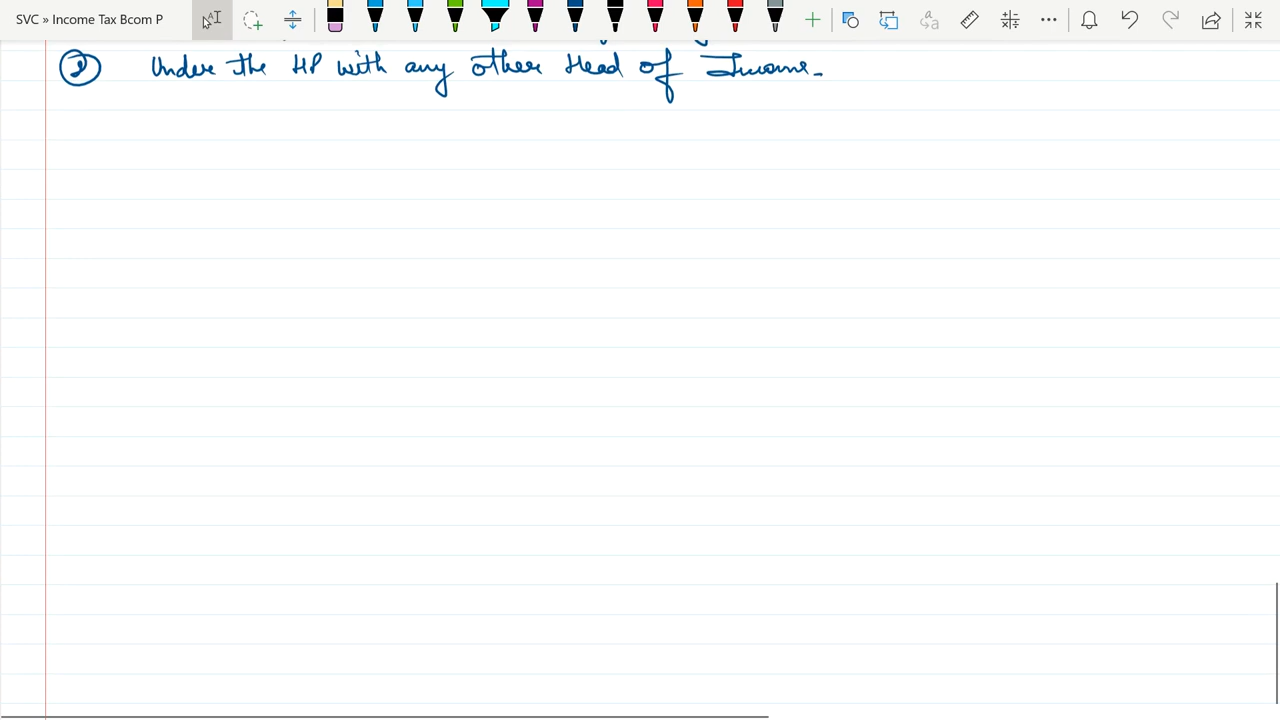 SVC » Income Tax Bcom P
② Under the HP with any other Head of Income.